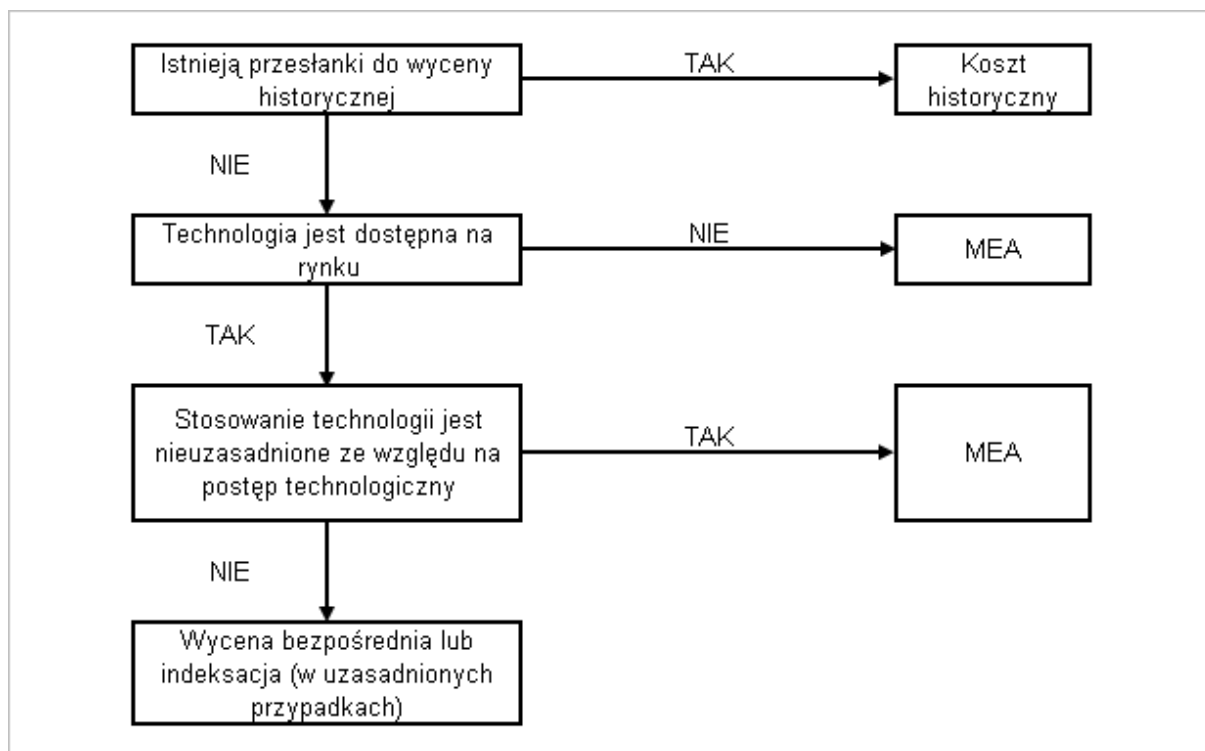 Istnieją przesłanki do wyceny
historycznej
TAK
Koszt
historyczny
NIE
Technologia jest dostępna na
rynku
NIE
MEA
TAK
Stosowanie technologii jest
nieuzasadnione ze względu na
postęp technologiczny
TAK
MEA
NIE
Wycena bezpośrednia lub
indeksacja (w uzasadnionych
przypadkach)